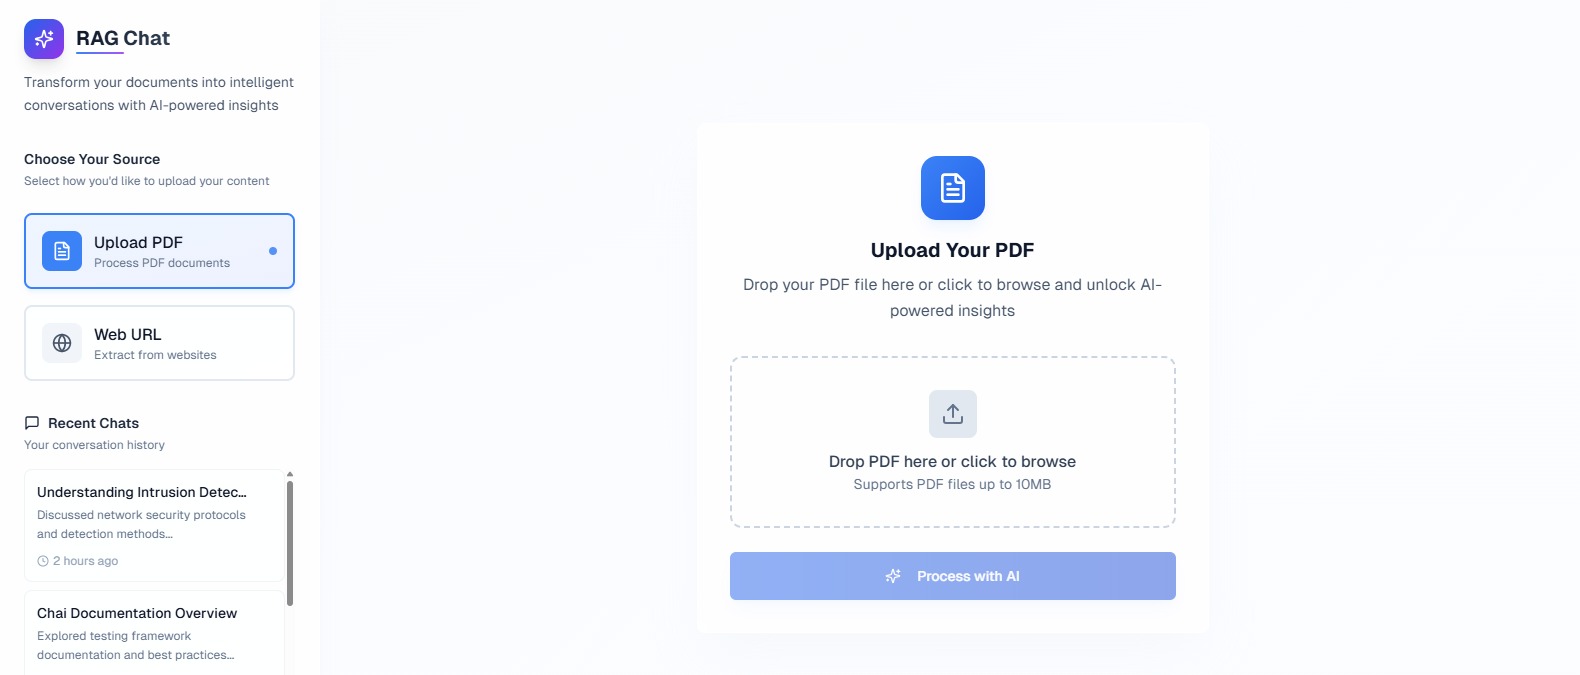 RAG Chat
Transform your documents into intelligent
conversations with AI-powered insights
Choose Your Source
Select how you'd like to upload your content
Upload PDF
Process PDF documents
Web URL
Extract from websites
Recent Chats
Your conversation history
Understanding Intrusion Detec...
Discussed network security protocols
and detection methods...
2 hours ago
Chai Documentation Overview
Explored testing framework
documentation and best practices...
Upload Your PDF
Drop your PDF file here or click to browse and unlock AI-
powered insights
Drop PDF here or click to browse
Supports PDF files up to 10MB
Process with AI